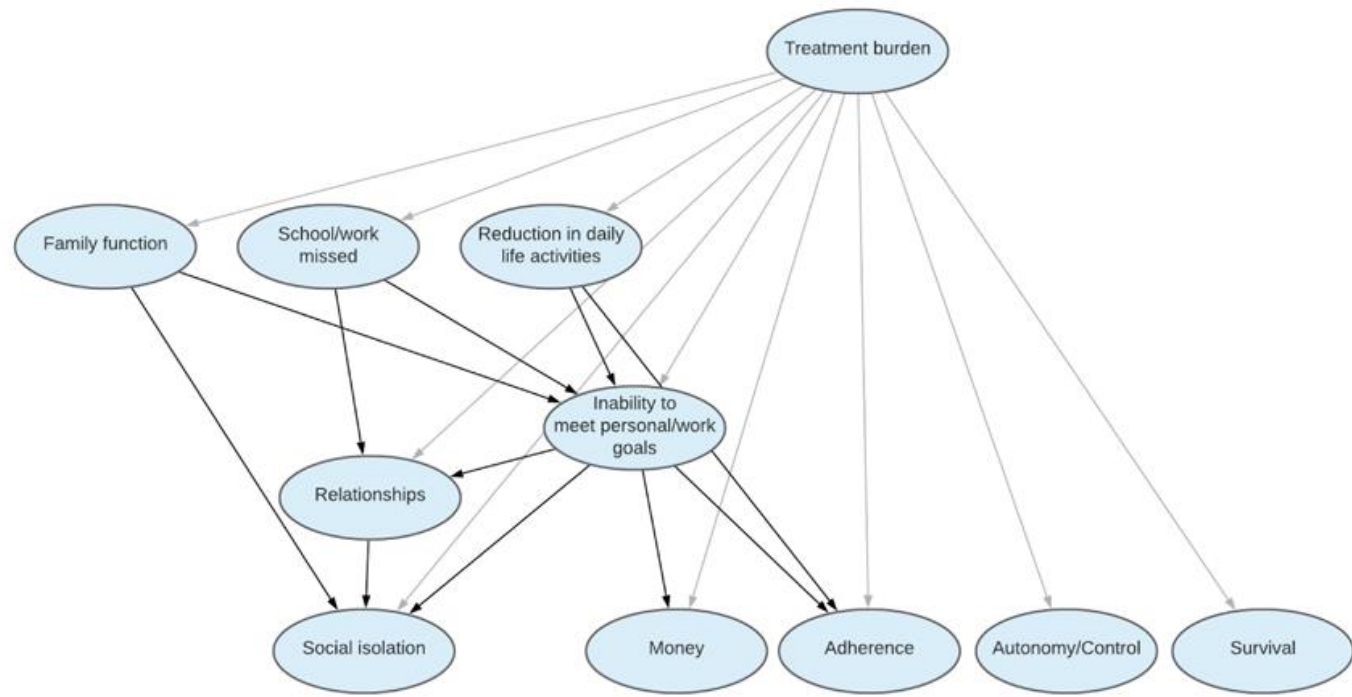 Treatment burden
Family function
School/work
missed
Reduction in daily
life activities
Inability to
meet personal/work
goals
Relationships
Social isolation
Money
Adherence
Autonomy/Control
Survival